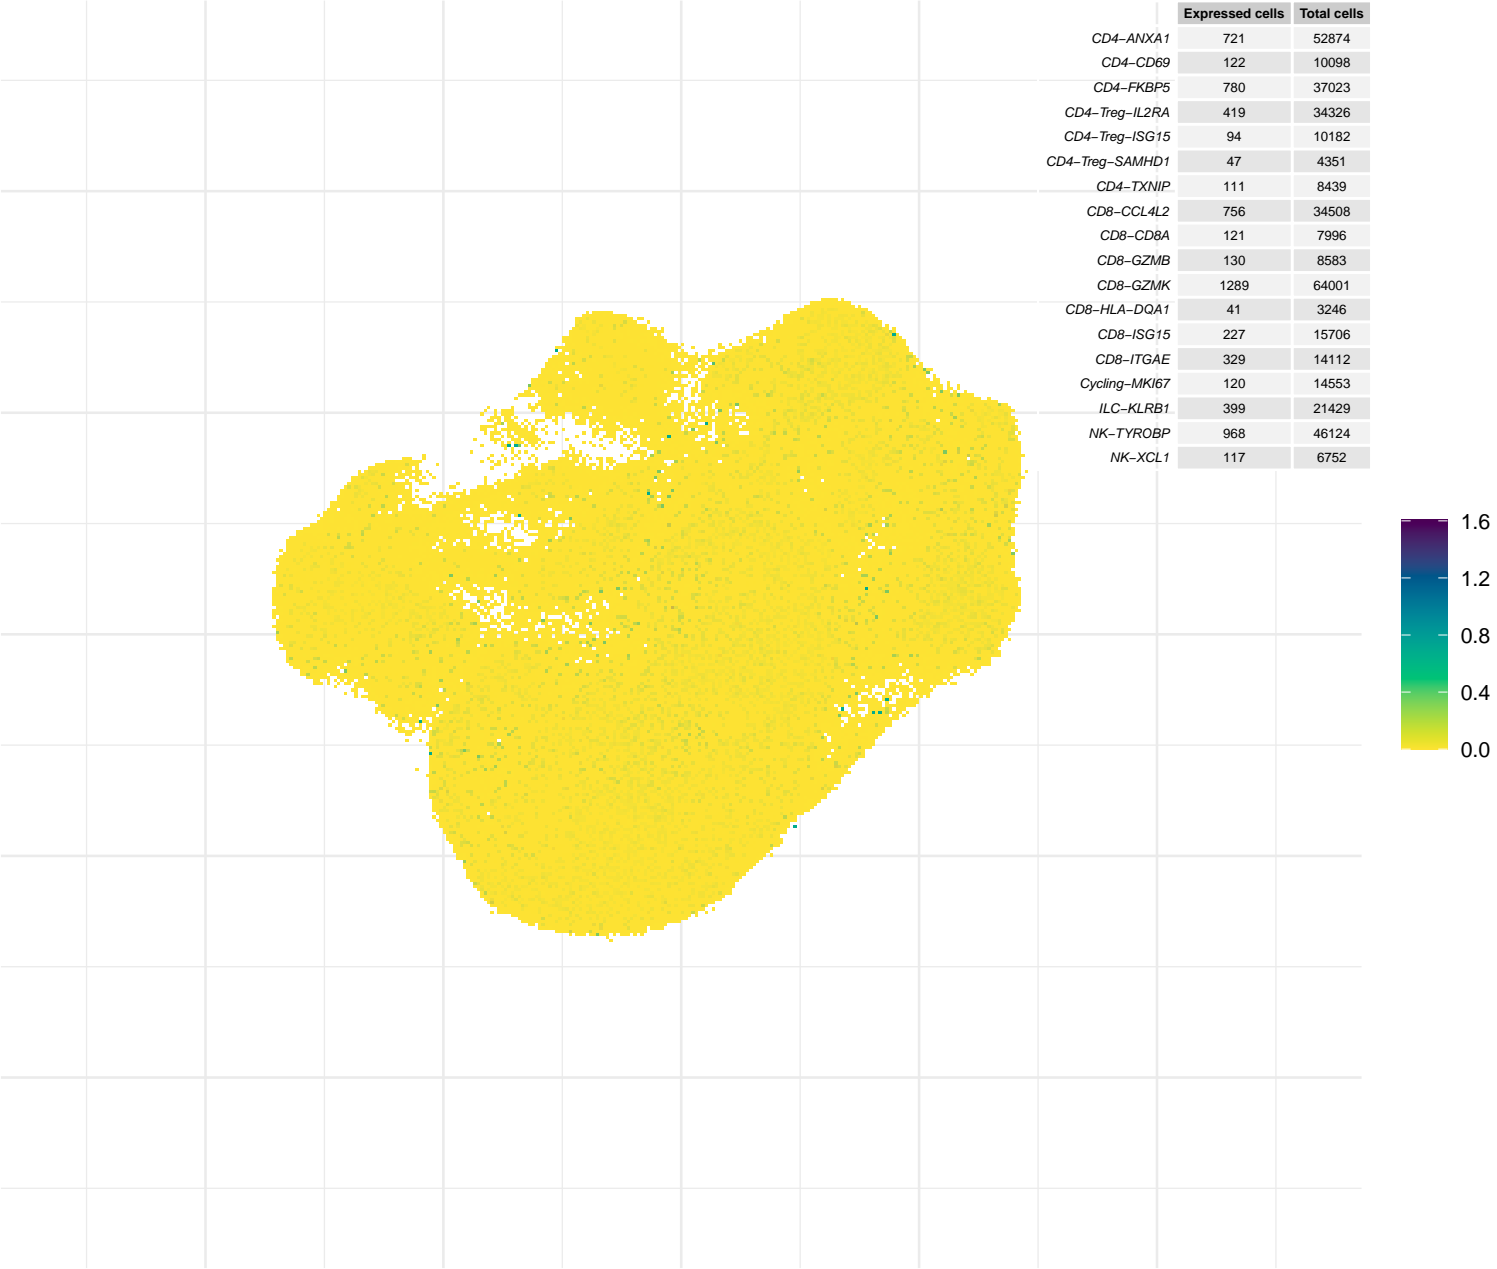 Expressed cells Total cells
CD4−ANXA1 721 52874
CD4−CD69 122 10098
CD4−FKBP5 780 37023
CD4−Treg−IL2RA 419 34326
CD4−Treg−ISG15 94 10182
CD4−Treg−SAMHD1 47 4351
CD4−TXNIP 111 8439
CD8−CCL4L2 756 34508
CD8−CD8A 121 7996
CD8−GZMB 130 8583
CD8−GZMK 1289 64001
CD8−HLA−DQA1 41 3246
CD8−ISG15 227 15706
CD8−ITGAE 329 14112
Cycling−MKI67 120 14553
ILC−KLRB1 399 21429
NK−TYROBP 968 46124
NK−XCL1 117 6752
1.6
1.2
0.8
0.4
0.0